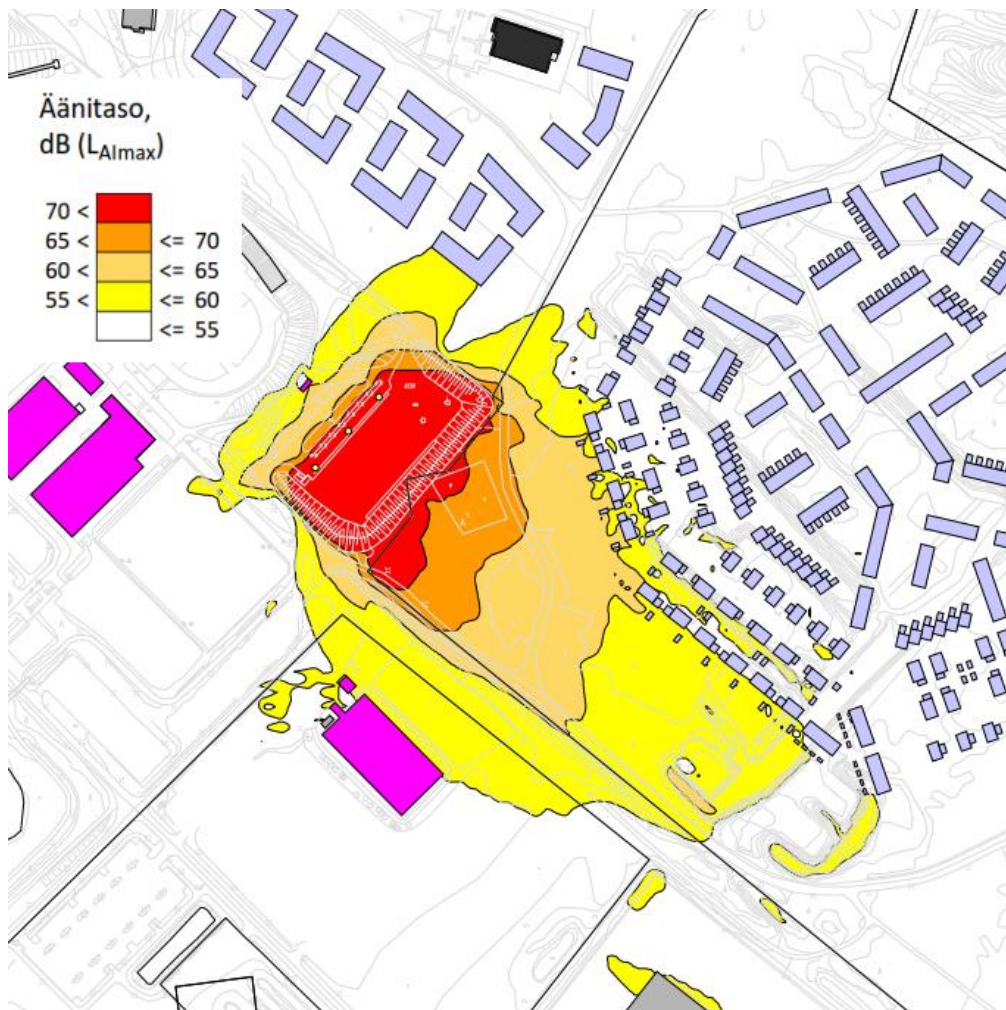 Äänitaso,
dB (LAImax)
70 <
65 < <= 70
60 < <= 65
55 < <= 60
<= 55